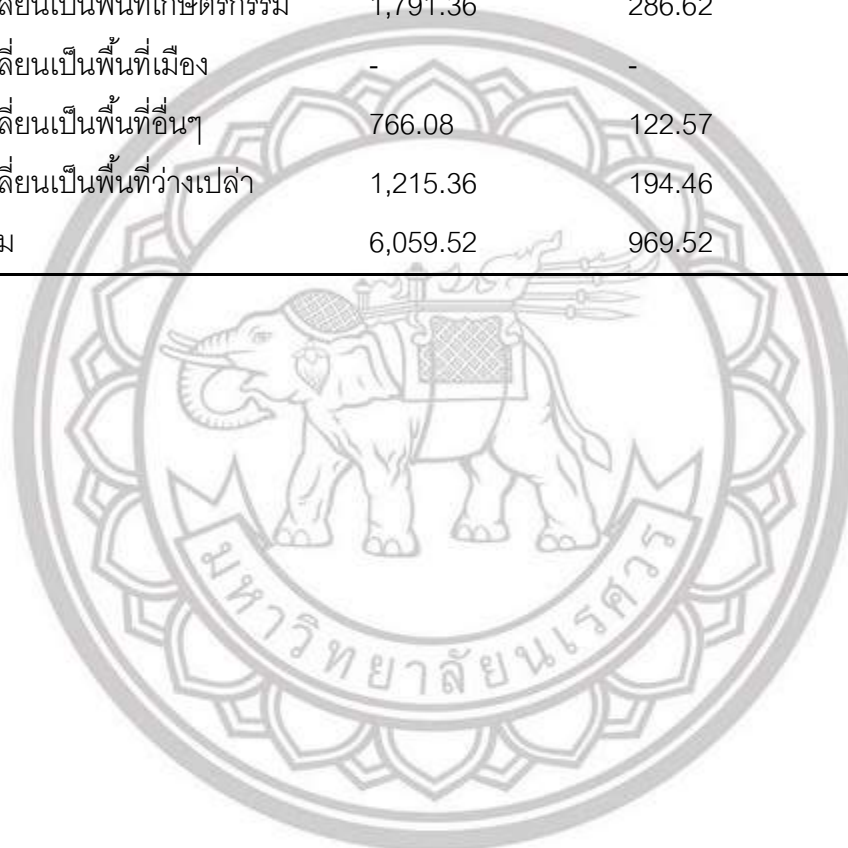 ลี่ยนเป็นพื้นที่เกษตรกรรม 1,791.36 286.62
ลี่ยนเป็นพื้นที่เมือง - -
ลี่ยนเป็นพื้นที่อื่นๆ 766.08 122.57
ลี่ยนเป็นพื้นที่ว่างเปล่า 1,215.36 194.46
ม 6,059.52 969.52
มหาวิทยาลัยนเรศวร